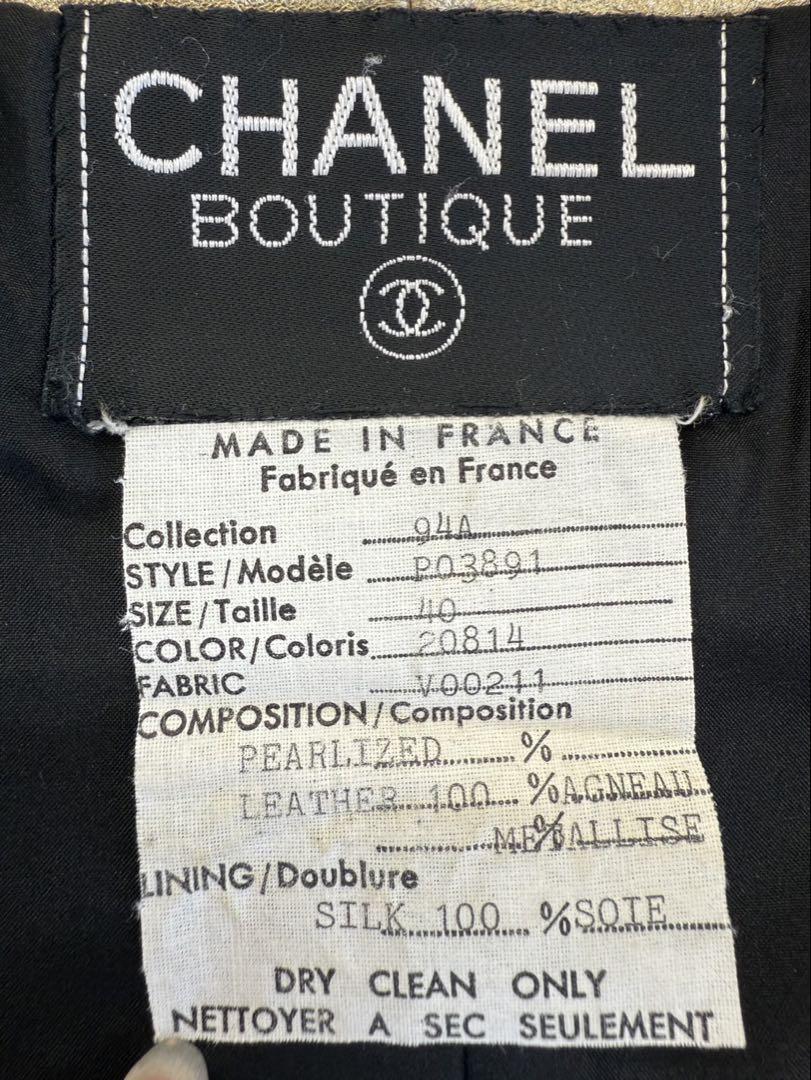 CHANEL
BOUTIQUE
MADE IN FRANCE
Fabriqué en France
Collection 94A
STYLE/Modèle P03891
SIZE/Taille 40
COLOR/Coloris 20814
FABRIC V00211
COMPOSITION/Composition
PEARLIZED %
LEATHER 100 % AGNEAU
% METALLISE
LINING/Doublure
SILK 100 % SOIE
DRY CLEAN ONLY
NETTOYER A SEC SEULEMENT